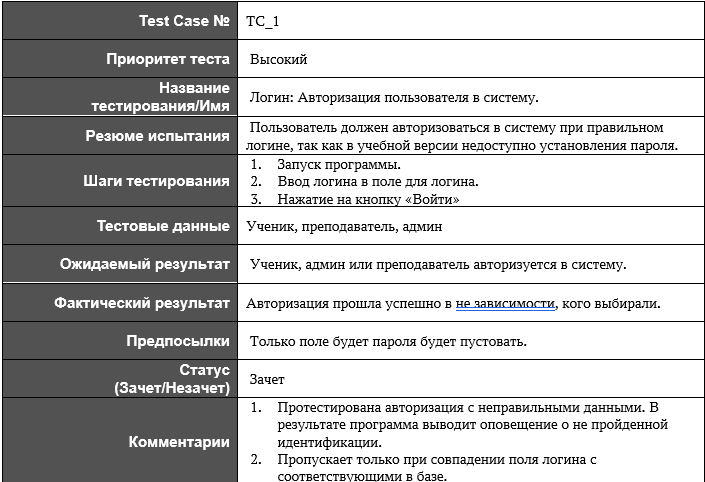 Test Case №
TC_1
Приоритет теста
Высокий
Название
тестирования/Имя
Логин: Авторизация пользователя в систему.
Резюме испытания
Пользователь должен авторизоваться в систему при правильном
логине, так как в учебной версии недоступно установления пароля.
Шаги тестирования
1. Запуск программы.
2. Ввод логина в поле для логина.
3. Нажатие на кнопку «Войти»
Тестовые данные
Ученик, преподаватель, админ
Ожидаемый результат
Ученик, админ или преподаватель авторизуется в систему.
Фактический результат
Авторизация прошла успешно в не зависимости, кого выбирали.
Предпосылки
Только поле будет пароля будет пустовать.
Статус
(Зачет/Незачет)
Зачет
Комментарии
1. Протестирована авторизация с неправильными данными. В
результате программа выводит оповещение о не пройденной
идентификации.
2. Пропускает только при совпадении поля логина с
соответствующими в базе.